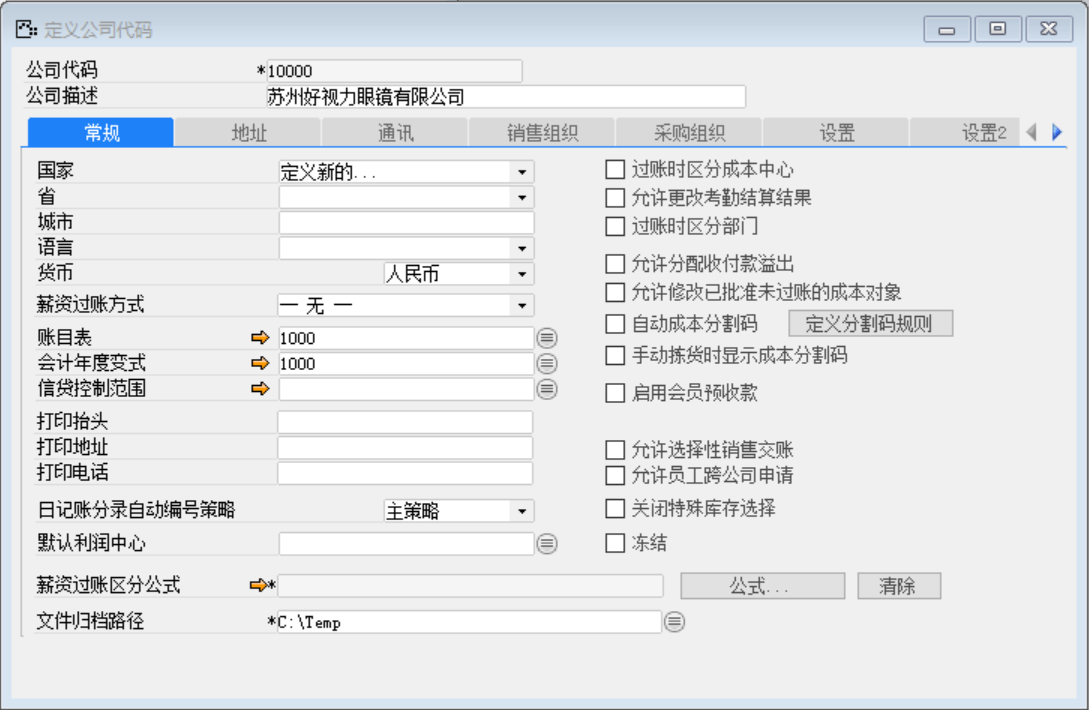 定义公司代码
公司代码 *10000
公司描述 苏州好视力眼镜有限公司
常规 地址 通讯 销售组织 采购组织 设置 设置2
国家 定义新的... 过账时区分成本中心
省 允许更改考勤结算结果
城市 过账时区分部门
语言 允许分配收付款溢出
货币 人民币 允许修改已批准未过账的成本对象
薪资过账方式 一 无 一
账目表 1000 自动成本分割码 定义分割码规则
会计年度变式 1000 手动拣货时显示成本分割码
信贷控制范围 启用会员预收款
打印抬头
打印地址 允许选择性销售交账
打印电话 允许员工跨公司申请
日记账分录自动编号策略 主策略 关闭特殊库存选择
默认利润中心 冻结
薪资过账区分公式 * 公式... 清除
文件归档路径 *C:\Temp